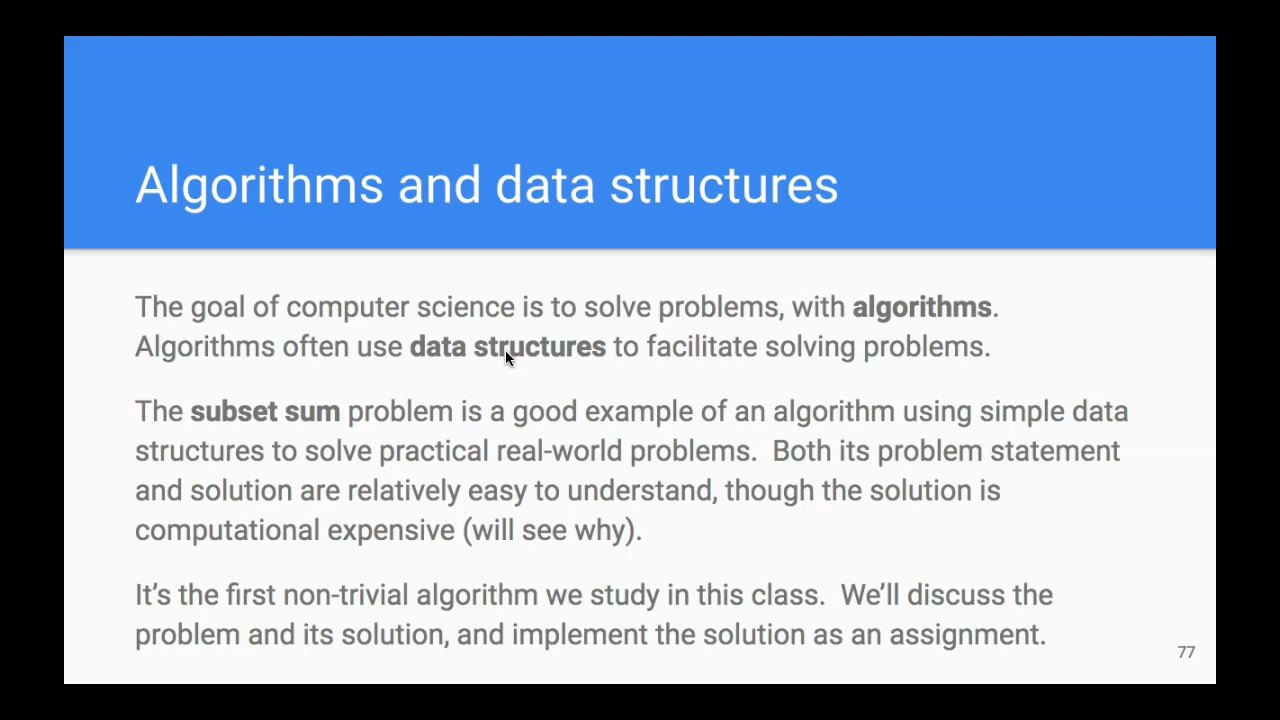 Algorithms and data structures
The goal of computer science is to solve problems, with algorithms.
Algorithms often use data structures to facilitate solving problems.
The subset sum problem is a good example of an algorithm using simple data
structures to solve practical real-world problems.  Both its problem statement
and solution are relatively easy to understand, though the solution is
computational expensive (will see why).
It’s the first non-trivial algorithm we study in this class.  We’ll discuss the
problem and its solution, and implement the solution as an assignment.
77